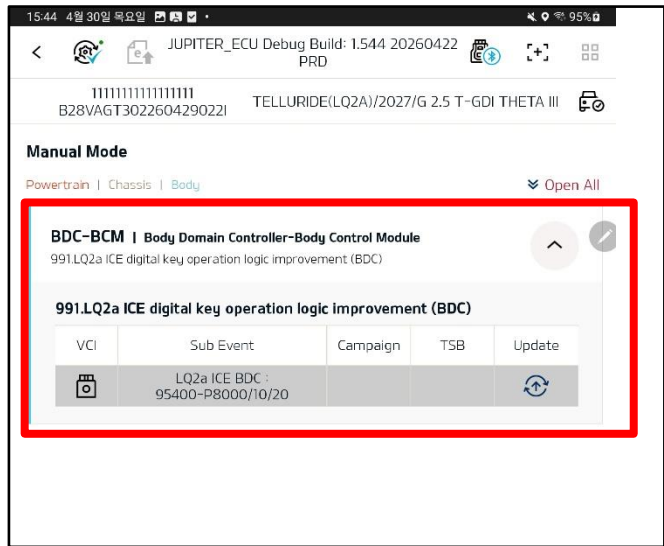 15:44 4월 30일 목요일 95%
JUPITER_ECU Debug Build: 1.544 20260422
PRD
1111111111111111
B28VAGT302260429022I
TELLURIDE(LQ2A)/2027/G 2.5 T-GDI THETA III
Manual Mode
Powertrain | Chassis | Body
Open All
BDC-BCM | Body Domain Controller-Body Control Module
991.LQ2a ICE digital key operation logic improvement (BDC)
991.LQ2a ICE digital key operation logic improvement (BDC)
VCI Sub Event Campaign TSB Update
LQ2a ICE BDC :
95400-P8000/10/20